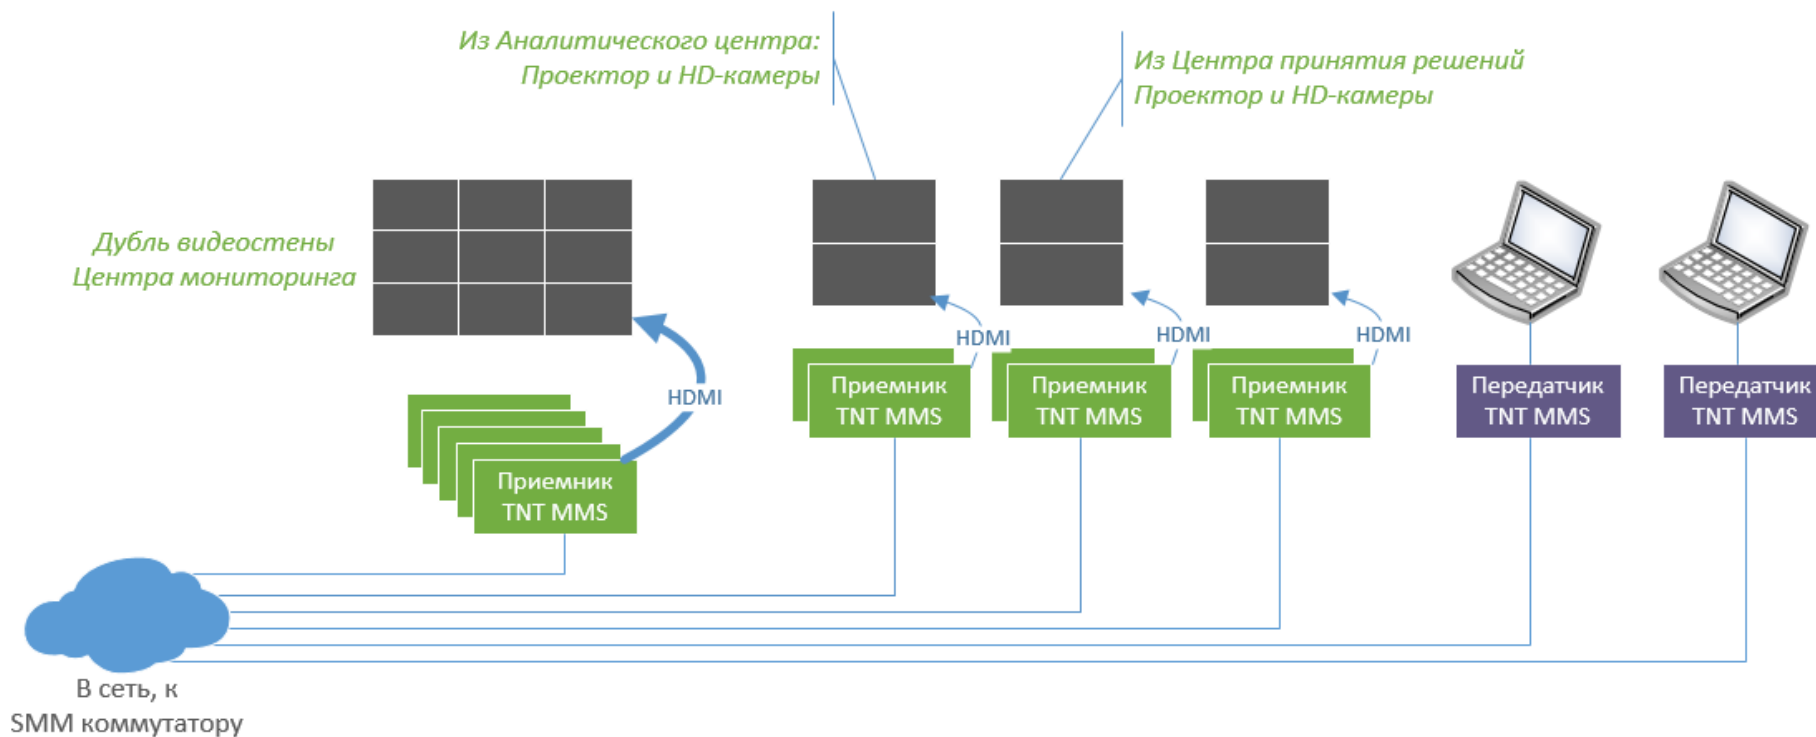 Из Аналитического центра:
Проектор и HD-камеры
Из Центра принятия решений
Проектор и HD-камеры
Дубль видеостены
Центра мониторинга
HDMI
HDMI
HDMI
HDMI
Приемник
TNT MMS
Приемник
TNT MMS
Приемник
TNT MMS
Передатчик
TNT MMS
Передатчик
TNT MMS
Приемник
TNT MMS
В сеть, к
SMM коммутатору